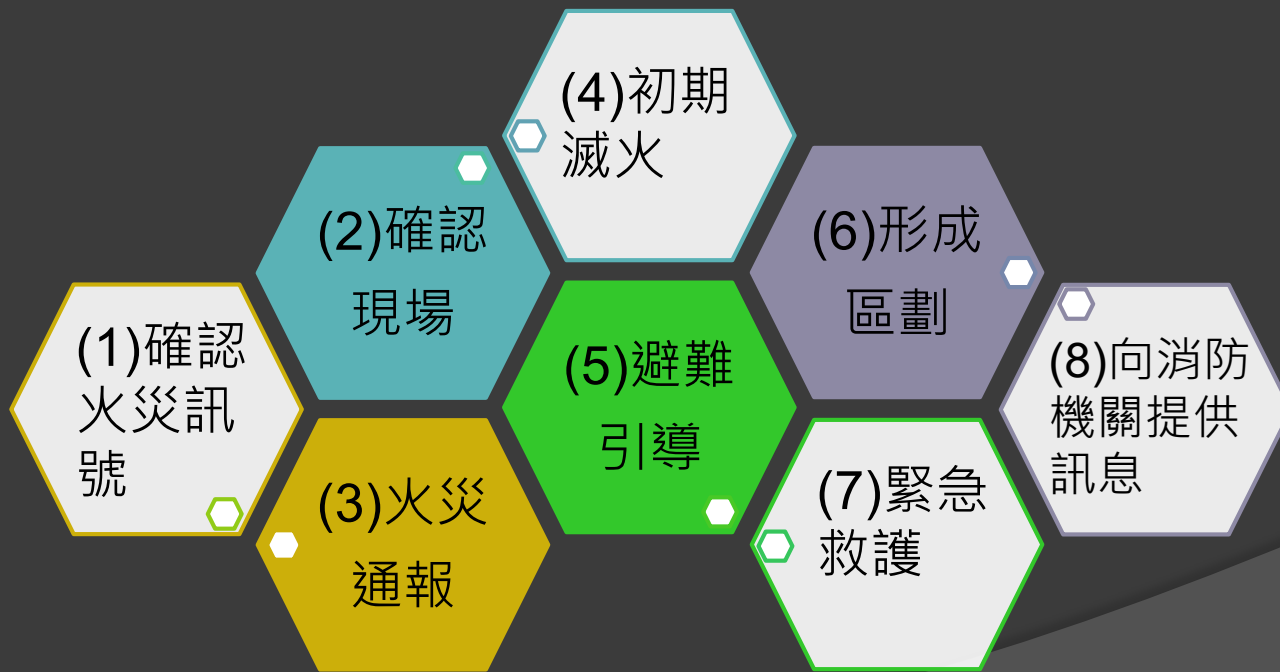 (1)確認
火災訊
號
(2)確認
現場
(3)火災
通報
(4)初期
滅火
(5)避難
引導
(6)形成
區劃
(7)緊急
救護
(8)向消防
機關提供
訊息